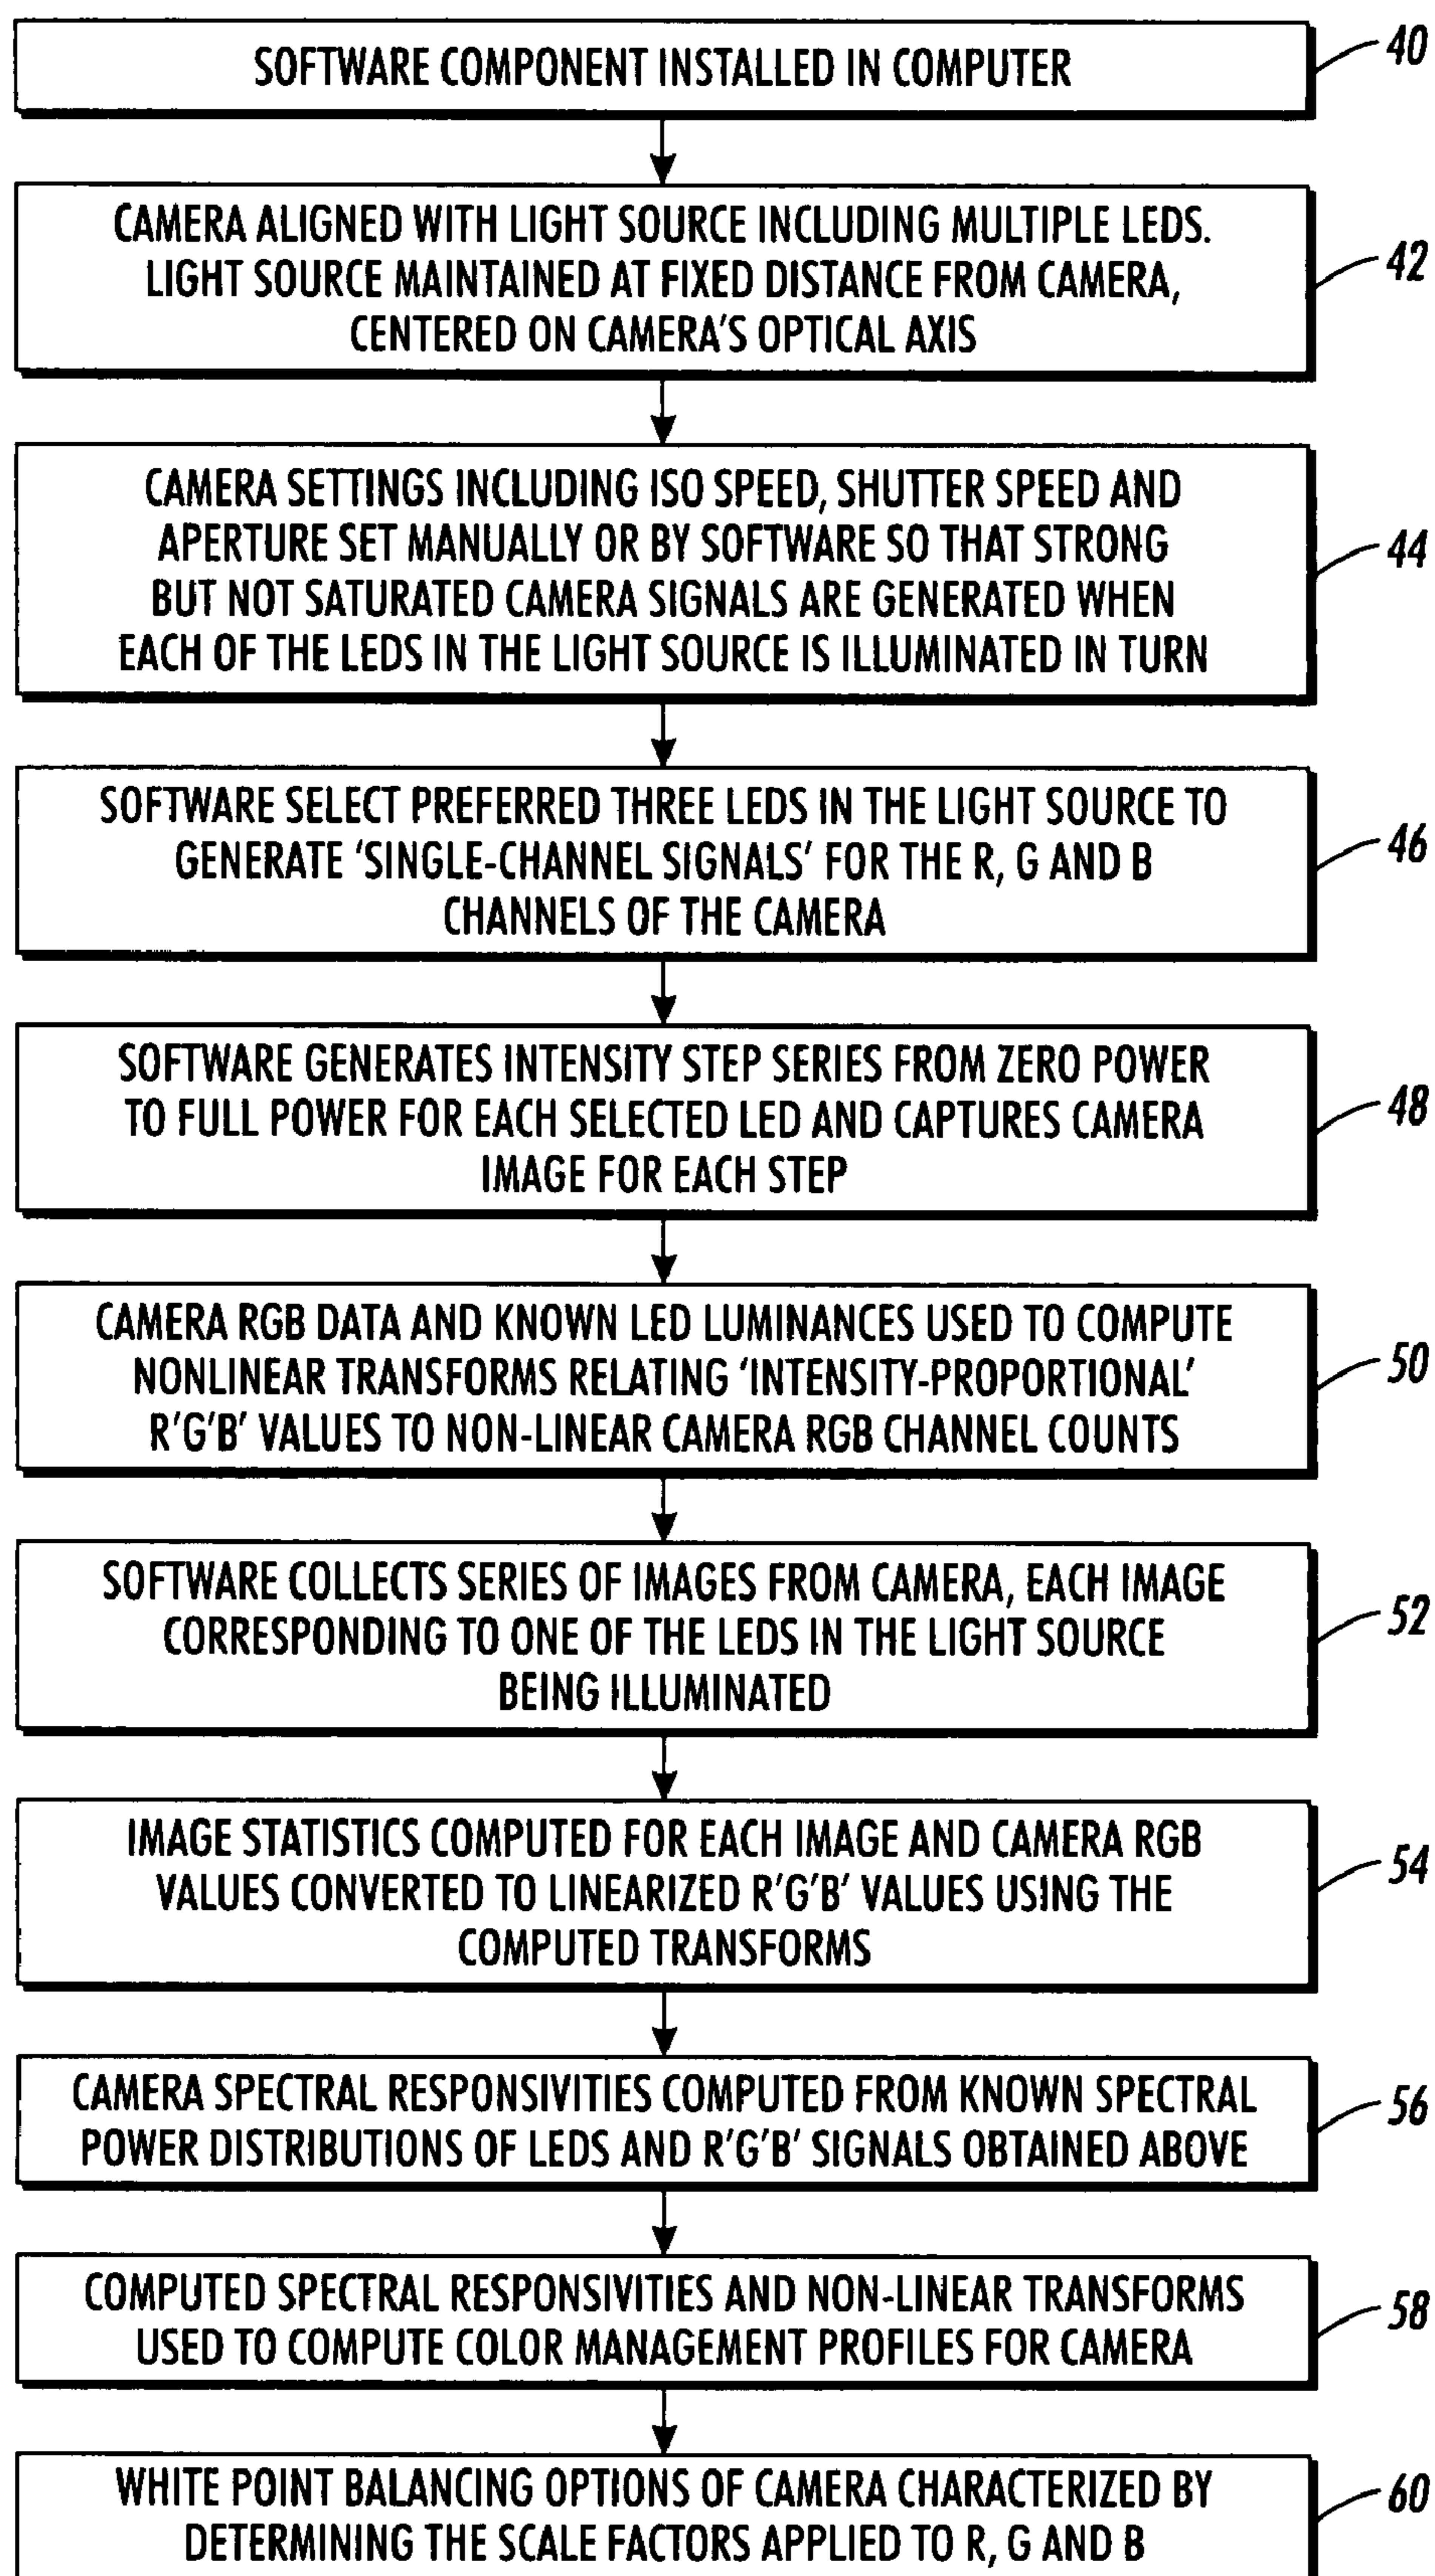 SOFTWARE COMPONENT INSTALLED IN COMPUTER
40
CAMERA ALIGNED WITH LIGHT SOURCE INCLUDING MULTIPLE LEDS.
LIGHT SOURCE MAINTAINED AT FIXED DISTANCE FROM CAMERA,
CENTERED ON CAMERA'S OPTICAL AXIS
42
CAMERA SETTINGS INCLUDING ISO SPEED, SHUTTER SPEED AND
APERTURE SET MANUALLY OR BY SOFTWARE SO THAT STRONG
BUT NOT SATURATED CAMERA SIGNALS ARE GENERATED WHEN
EACH OF THE LEDS IN THE LIGHT SOURCE IS ILLUMINATED IN TURN
44
SOFTWARE SELECT PREFERRED THREE LEDS IN THE LIGHT SOURCE TO
GENERATE 'SINGLE-CHANNEL SIGNALS' FOR THE R, G AND B
CHANNELS OF THE CAMERA
46
SOFTWARE GENERATES INTENSITY STEP SERIES FROM ZERO POWER
TO FULL POWER FOR EACH SELECTED LED AND CAPTURES CAMERA
IMAGE FOR EACH STEP
48
CAMERA RGB DATA AND KNOWN LED LUMINANCES USED TO COMPUTE
NONLINEAR TRANSFORMS RELATING 'INTENSITY-PROPORTIONAL'
R'G'B' VALUES TO NON-LINEAR CAMERA RGB CHANNEL COUNTS
50
SOFTWARE COLLECTS SERIES OF IMAGES FROM CAMERA, EACH IMAGE
CORRESPONDING TO ONE OF THE LEDS IN THE LIGHT SOURCE
BEING ILLUMINATED
52
IMAGE STATISTICS COMPUTED FOR EACH IMAGE AND CAMERA RGB
VALUES CONVERTED TO LINEARIZED R'G'B' VALUES USING THE
COMPUTED TRANSFORMS
54
CAMERA SPECTRAL RESPONSIVITIES COMPUTED FROM KNOWN SPECTRAL
POWER DISTRIBUTIONS OF LEDS AND R'G'B' SIGNALS OBTAINED ABOVE
56
COMPUTED SPECTRAL RESPONSIVITIES AND NON-LINEAR TRANSFORMS
USED TO COMPUTE COLOR MANAGEMENT PROFILES FOR CAMERA
58
WHITE POINT BALANCING OPTIONS OF CAMERA CHARACTERIZED BY
DETERMINING THE SCALE FACTORS APPLIED TO R, G AND B
60